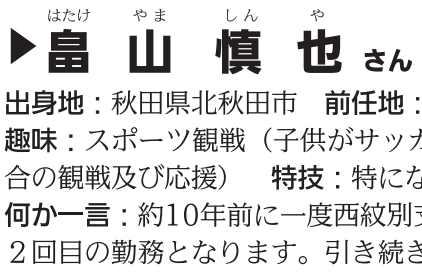 はたけ やま しん や
▶畠山慎也さん
出身地：秋田県北秋田市　前任地：
趣味：スポーツ観戦（子供がサッカ
合の観戦及び応援）　特技：特にな
何か一言：約10年前に一度西紋別支
２回目の勤務となります。引き続き